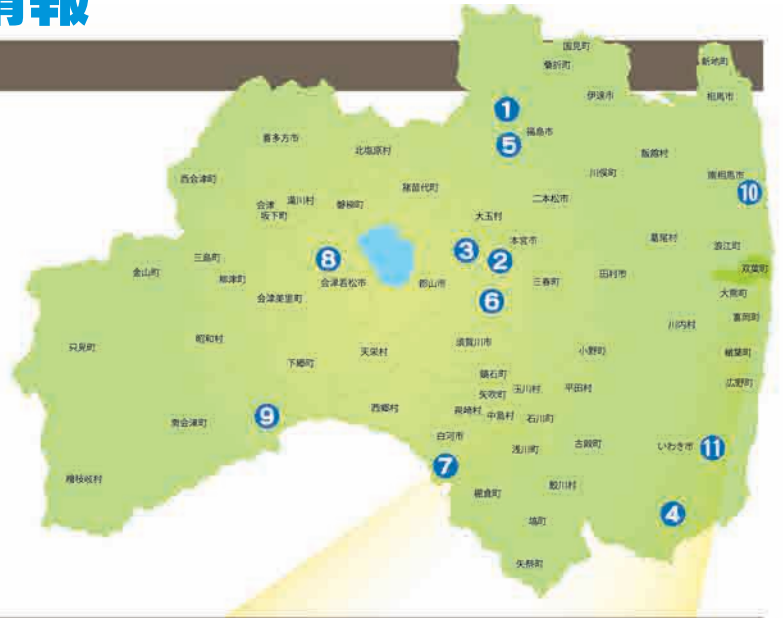 情報
国見町
桑折町
新地町
伊達市
相馬市
1
福島市
喜多方市
5
北塩原村
飯舘村
川俣町
南相馬市
西会津町
猪苗代町
10
湯川村
会津
坂下町
磐梯町
二本松市
大玉村
3
本宮市
葛尾村
浪江町
三島町
8
2
双葉町
金山町
柳津町
会津若松市
郡山市
三春町
田村市
大熊町
会津美里町
6
川内村
富岡町
只見町
昭和村
天栄村
須賀川市
小野町
楢葉町
下郷町
鏡石町
矢吹町
玉川村
平田村
広野町
西郷村
泉崎村
中島村
石川町
南会津町
9
白河市
浅川町
古殿町
いわき市
11
7
檜枝岐村
棚倉町
鮫川村
4
塙町
矢祭町